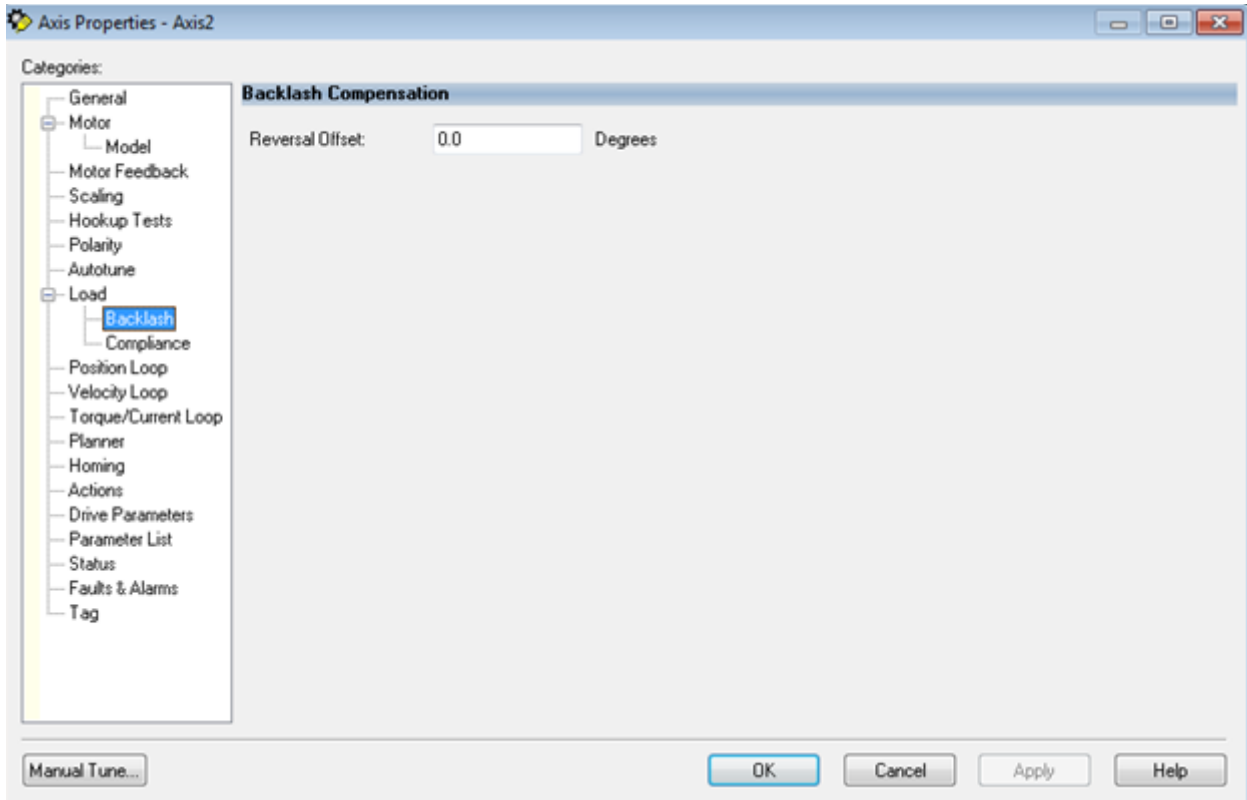 Axis Properties - Axis2
Categories:
General
Motor
Model
Motor Feedback
Scaling
Hookup Tests
Polarity
Autotune
Load
Backlash
Compliance
Position Loop
Velocity Loop
Torque/Current Loop
Planner
Homing
Actions
Drive Parameters
Parameter List
Status
Faults & Alarms
Tag
Backlash Compensation
Reversal Offset: 0.0 Degrees
Manual Tune... OK Cancel Apply Help